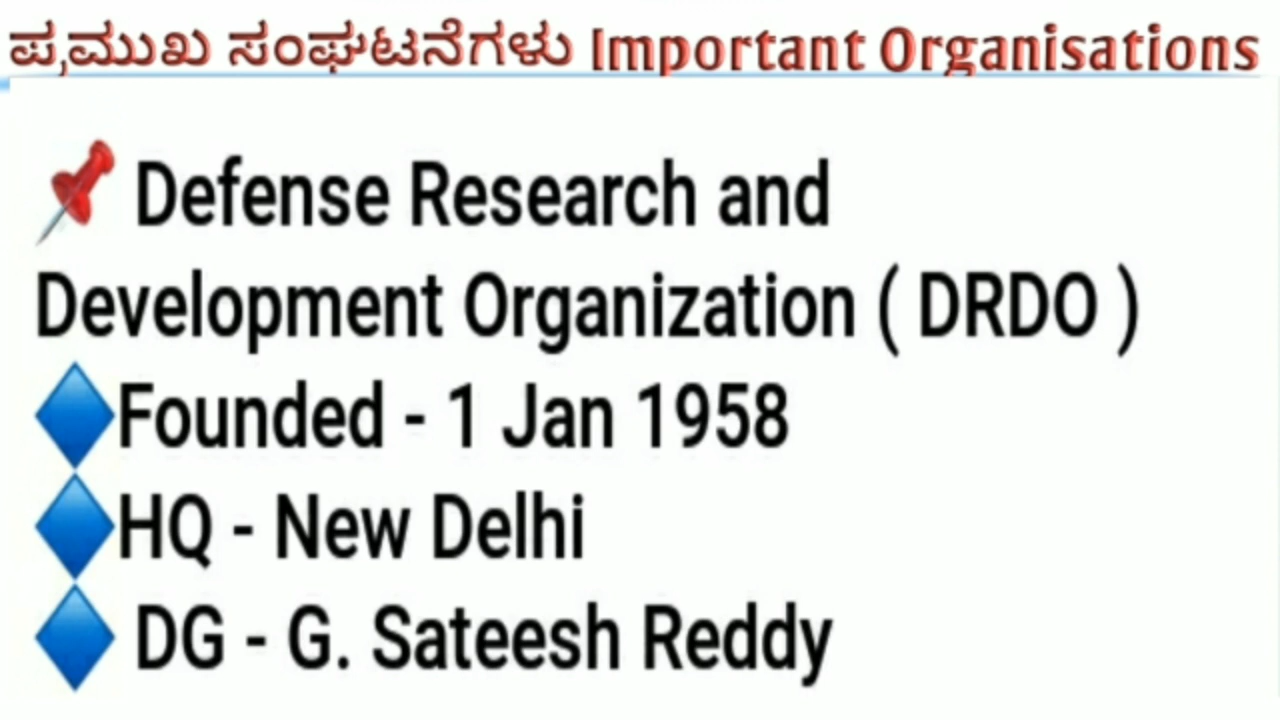 ಪ್ರಮುಖ ಸಂಘಟನೆಗಳು Important Organisations
📌 Defense Research and
Development Organization ( DRDO )
🔷Founded - 1 Jan 1958
🔷HQ - New Delhi
🔷 DG - G. Sateesh Reddy